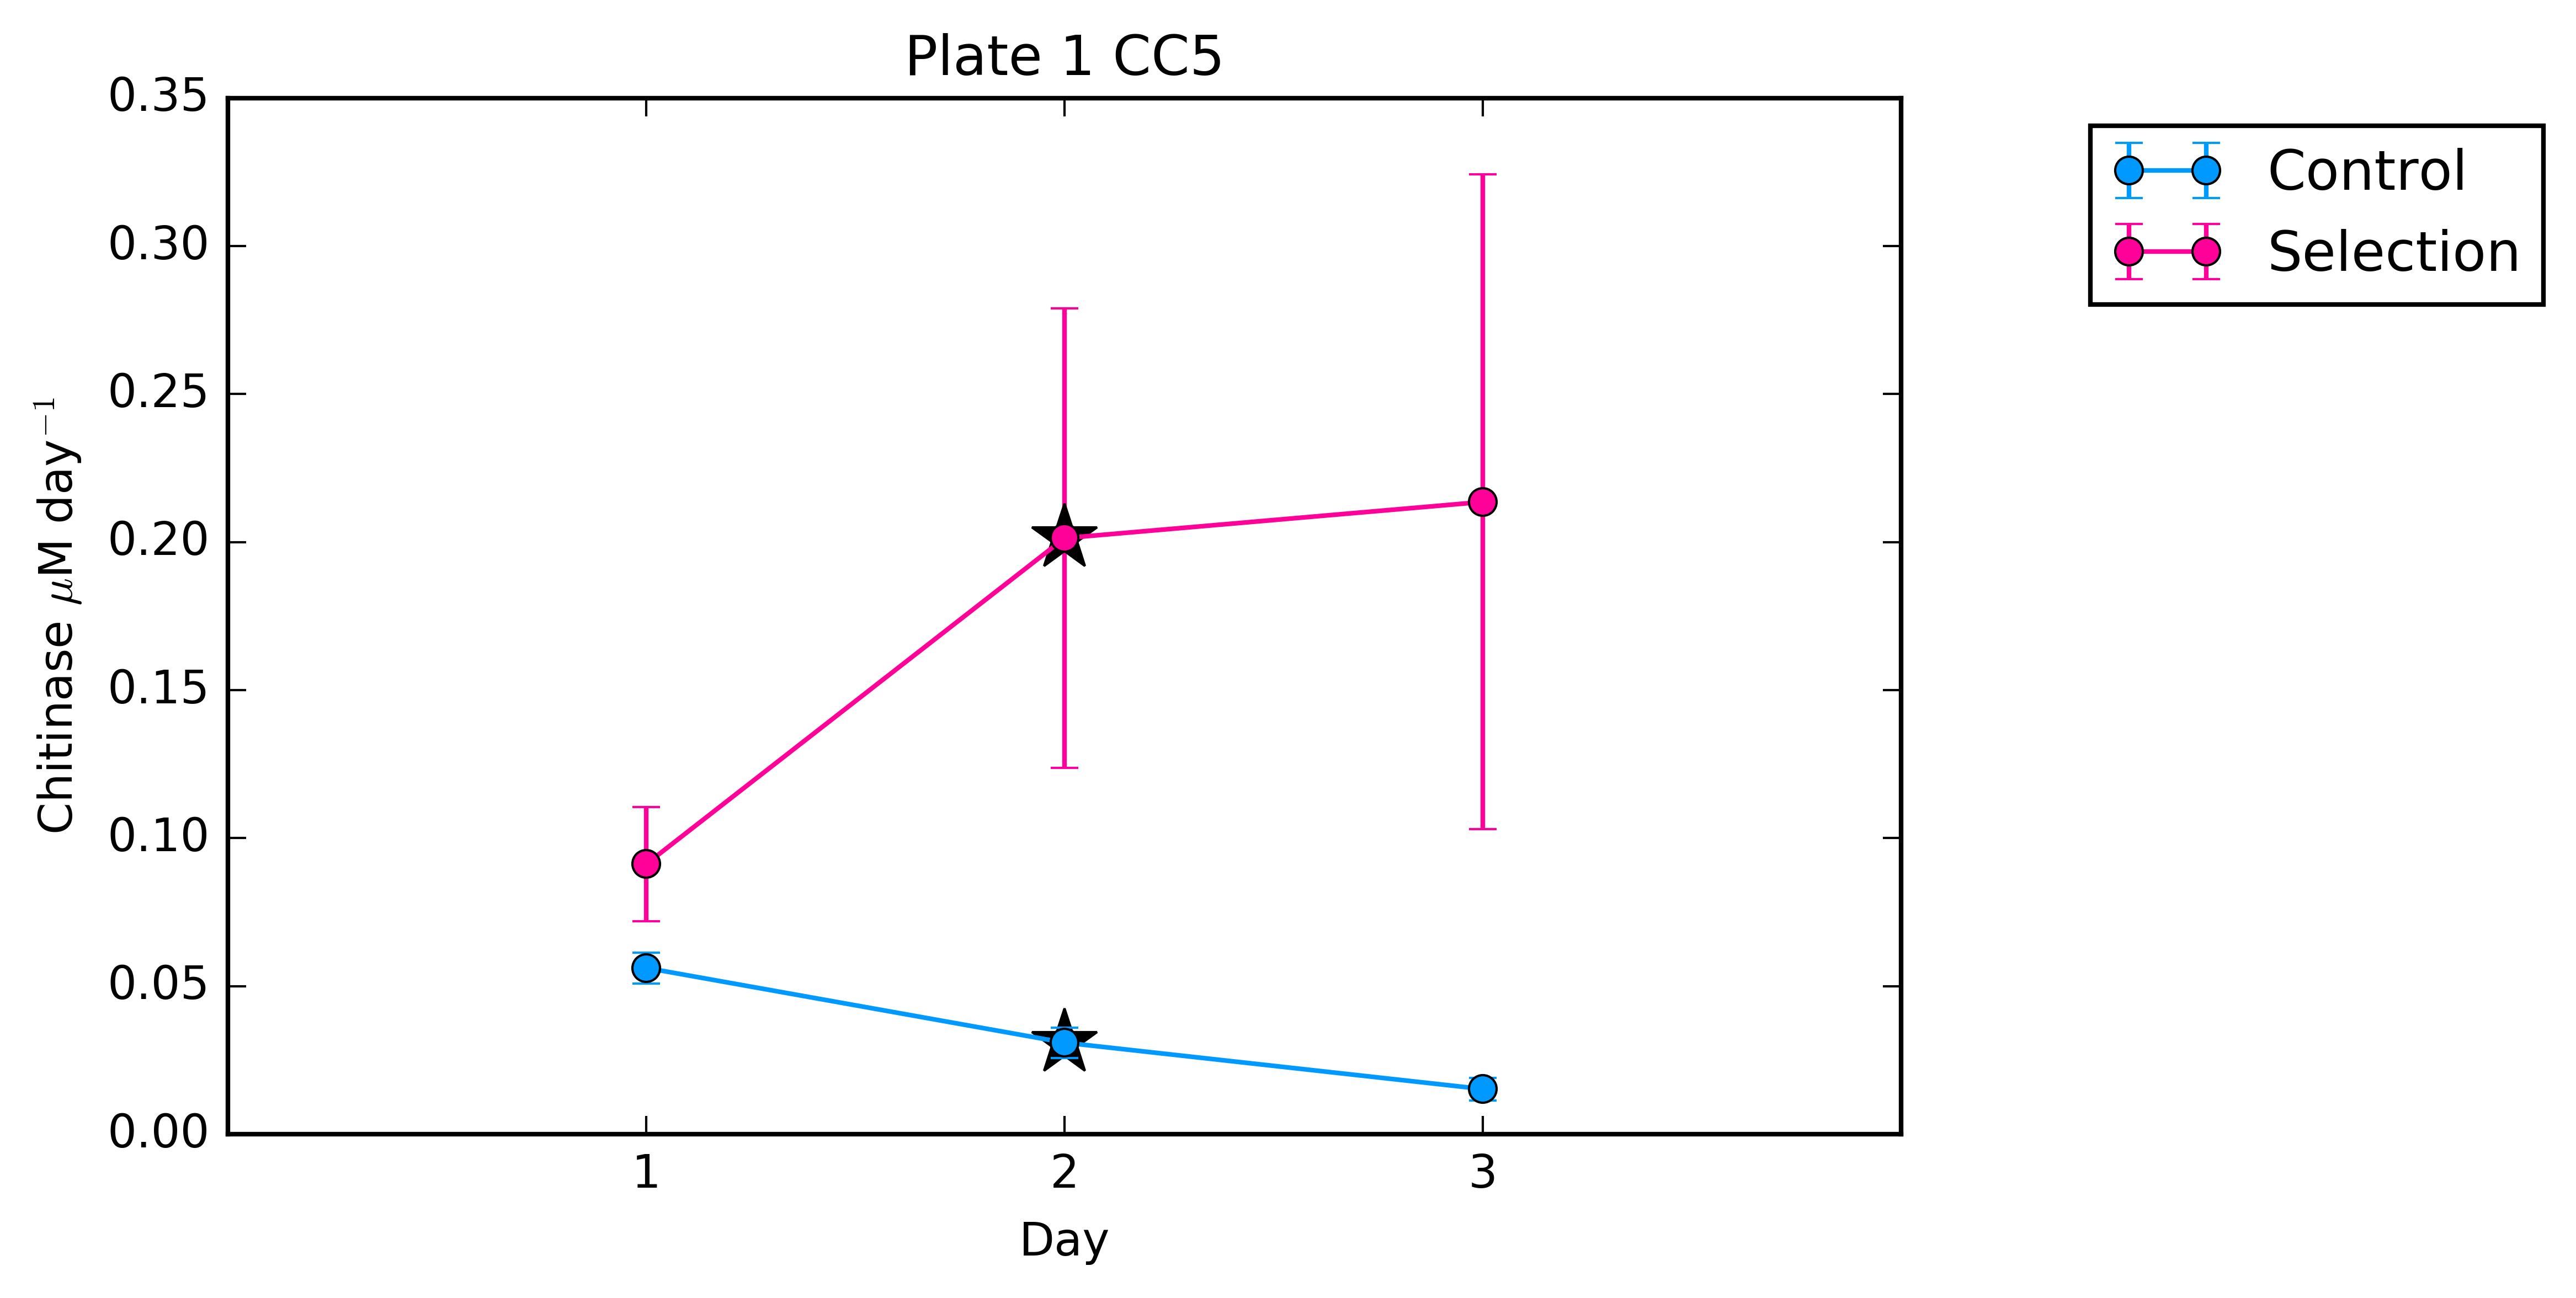 Plate 1 CC5
0.35
0.30
0.25
0.20
0.15
0.10
0.05
0.00
Chitinase μM day⁻¹
1 2 3
Day
Control
Selection